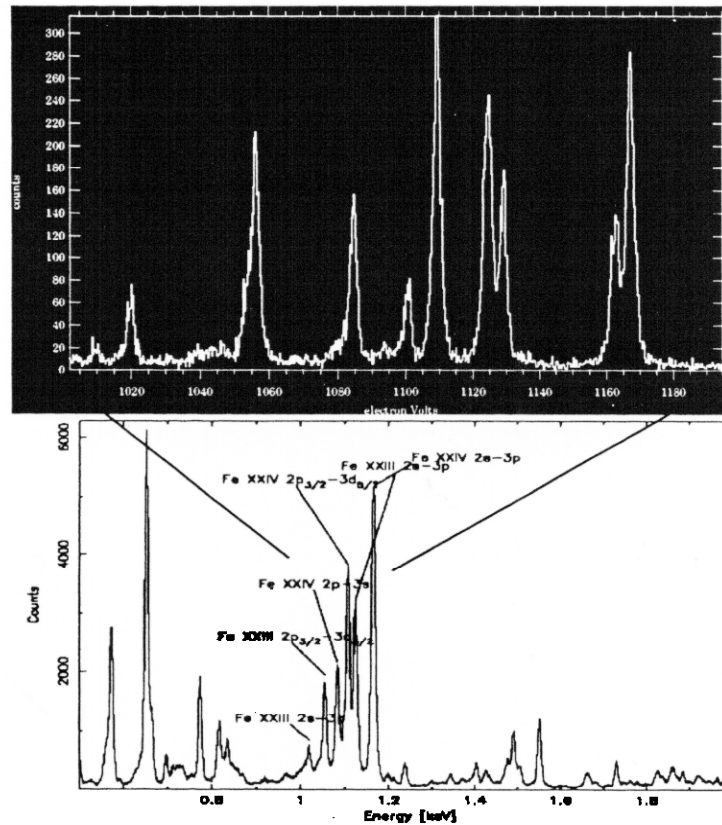 300
280
260
240
220
200
180
160
140
120
100
80
60
40
20
0
counts
1020 1040 1060 1080 1100 1120 1140 1160 1180
electron Volts
6000
4000
2000
Counts
Fe XXIV 2s-3p
Fe XXIII 2s-3p
Fe XXIV 2p3/2-3d5/2
Fe XXIV 2p-3s
Fe XXIII 2p3/2-3d5/2
Fe XXIII 2s-3p
0.8 1 1.2 1.4 1.6 1.8
Energy [keV]